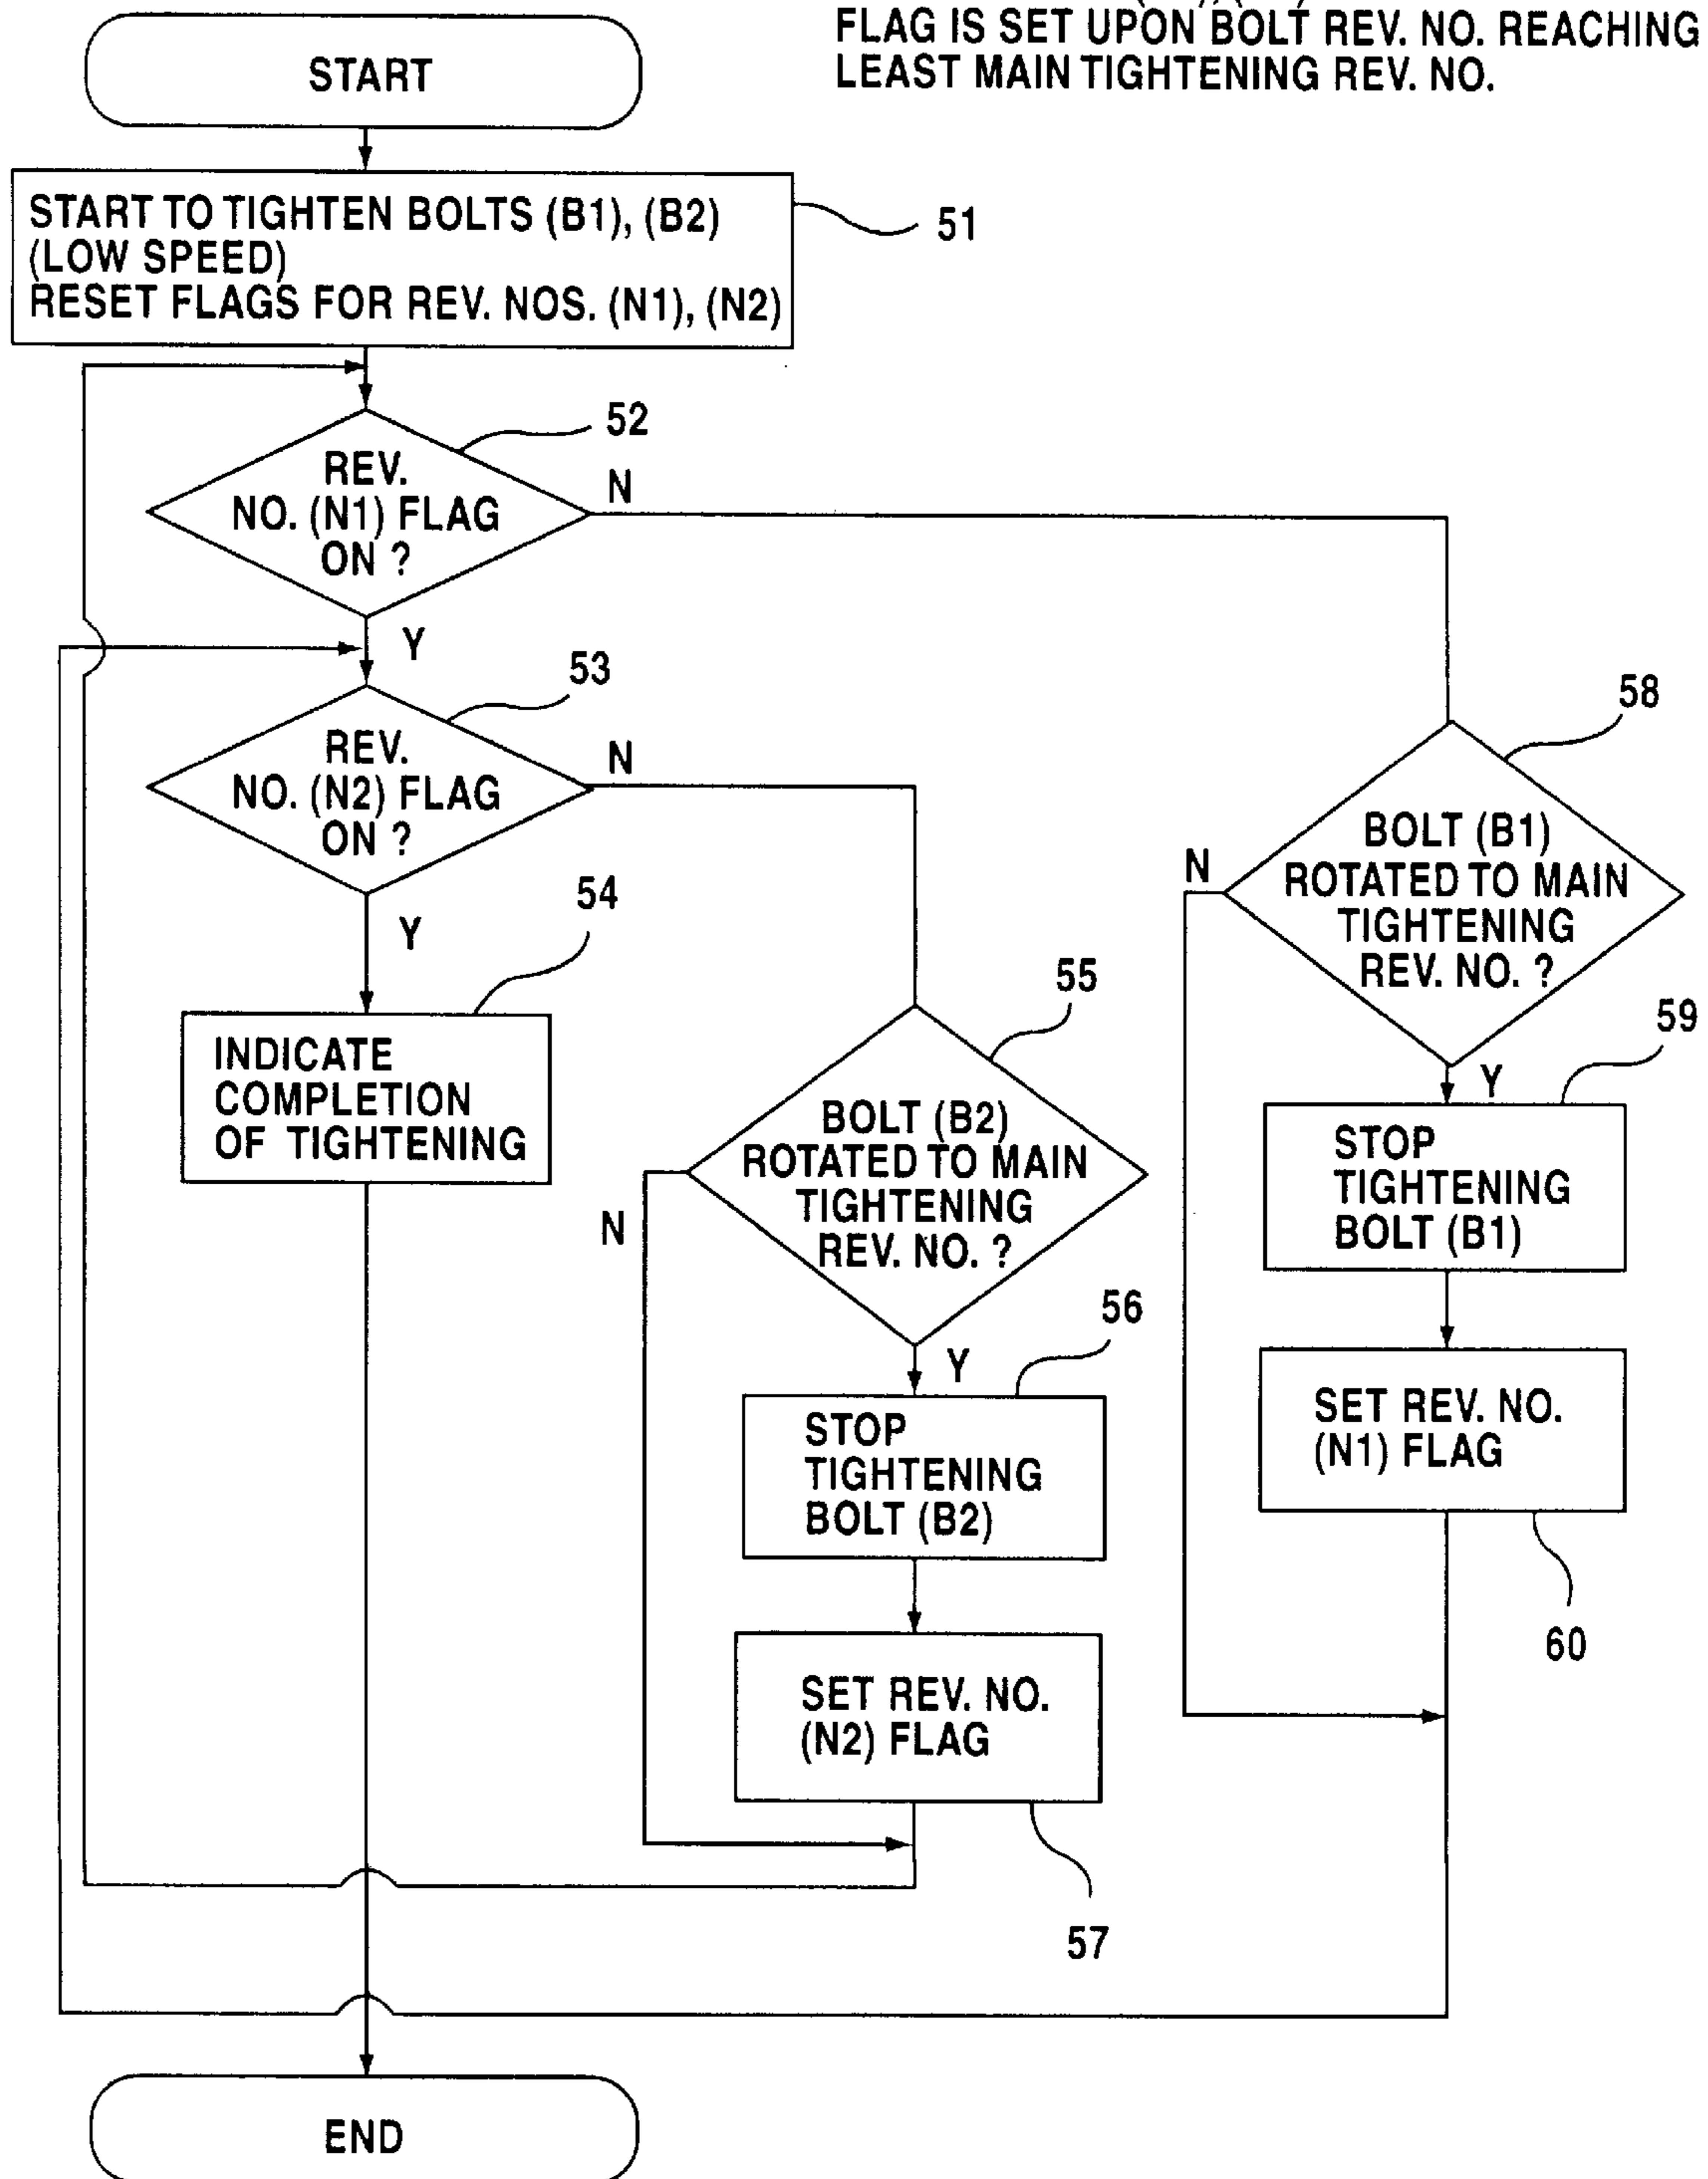 FLAG IS SET UPON BOLT REV. NO. REACHING
LEAST MAIN TIGHTENING REV. NO.
START
START TO TIGHTEN BOLTS (B1), (B2)
(LOW SPEED)
RESET FLAGS FOR REV. NOS. (N1), (N2)
51
52
REV.
NO. (N1) FLAG
ON ?
N
Y
53
REV.
NO. (N2) FLAG
ON ?
N
Y
54
INDICATE
COMPLETION
OF TIGHTENING
55
BOLT (B2)
ROTATED TO MAIN
TIGHTENING
REV. NO. ?
N
Y
56
STOP
TIGHTENING
BOLT (B2)
SET REV. NO.
(N2) FLAG
57
58
BOLT (B1)
ROTATED TO MAIN
TIGHTENING
REV. NO. ?
N
Y
59
STOP
TIGHTENING
BOLT (B1)
SET REV. NO.
(N1) FLAG
60
END